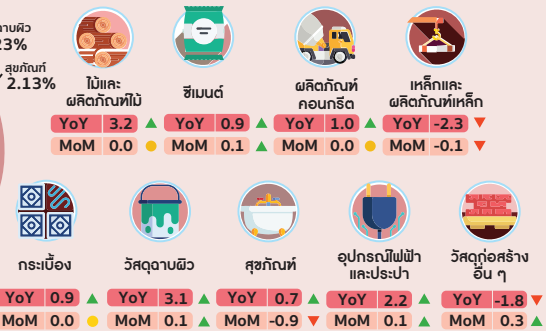 23%
สุขภัณฑ์
2.13%
ไม้และ
ผลิตภัณฑ์ไม้
YoY 3.2
MoM 0.0
ซีเมนต์
YoY 0.9
MoM 0.1
ผลิตภัณฑ์
คอนกรีต
YoY 1.0
MoM 0.0
เหล็กและ
ผลิตภัณฑ์เหล็ก
YoY -2.3
MoM -0.1
กระเบื้อง
YoY 0.9
MoM 0.0
วัสดุฉาบผิว
YoY 3.1
MoM 0.1
สุขภัณฑ์
YoY 0.7
MoM -0.9
อุปกรณ์ไฟฟ้า
และประปา
YoY 2.2
MoM 0.1
วัสดุก่อสร้าง
อื่น ๆ
YoY -1.8
MoM 0.3